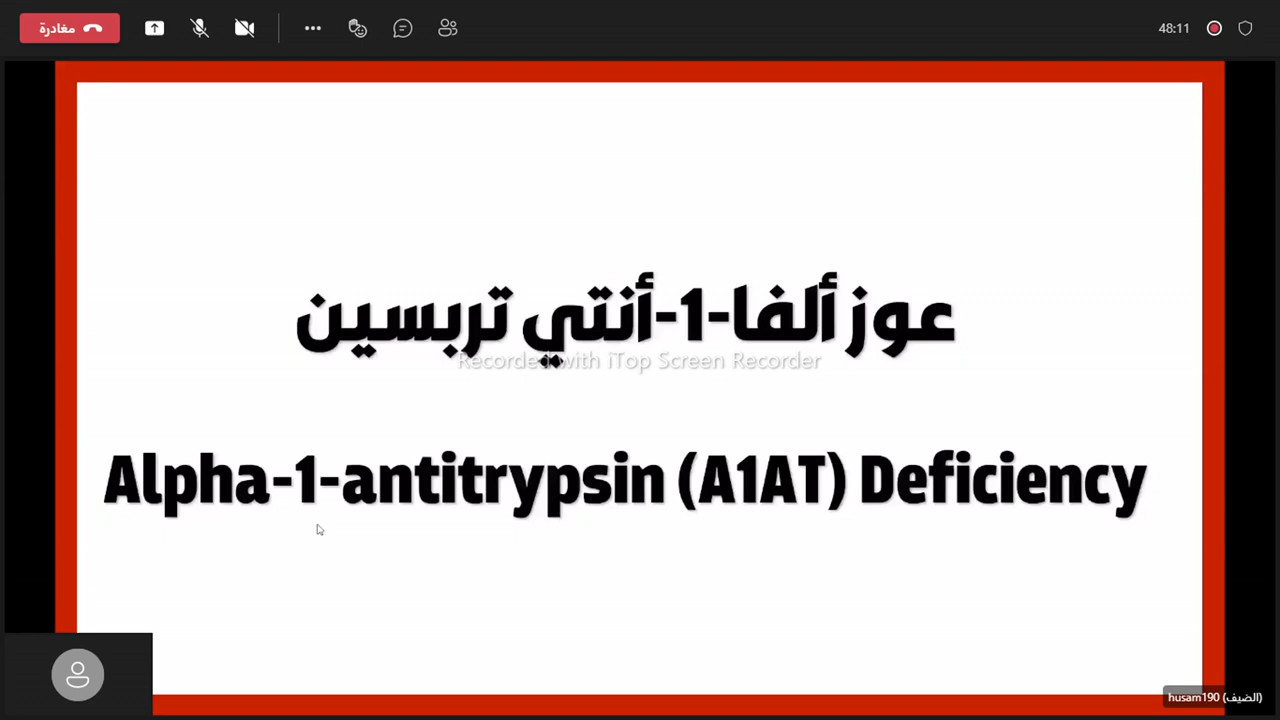 مغادرة
48:11
عوز ألفا-1-أنتي تربسين
Recorded with iTop Screen Recorder
Alpha-1-antitrypsin (A1AT) Deficiency
husam190 (الضيف)